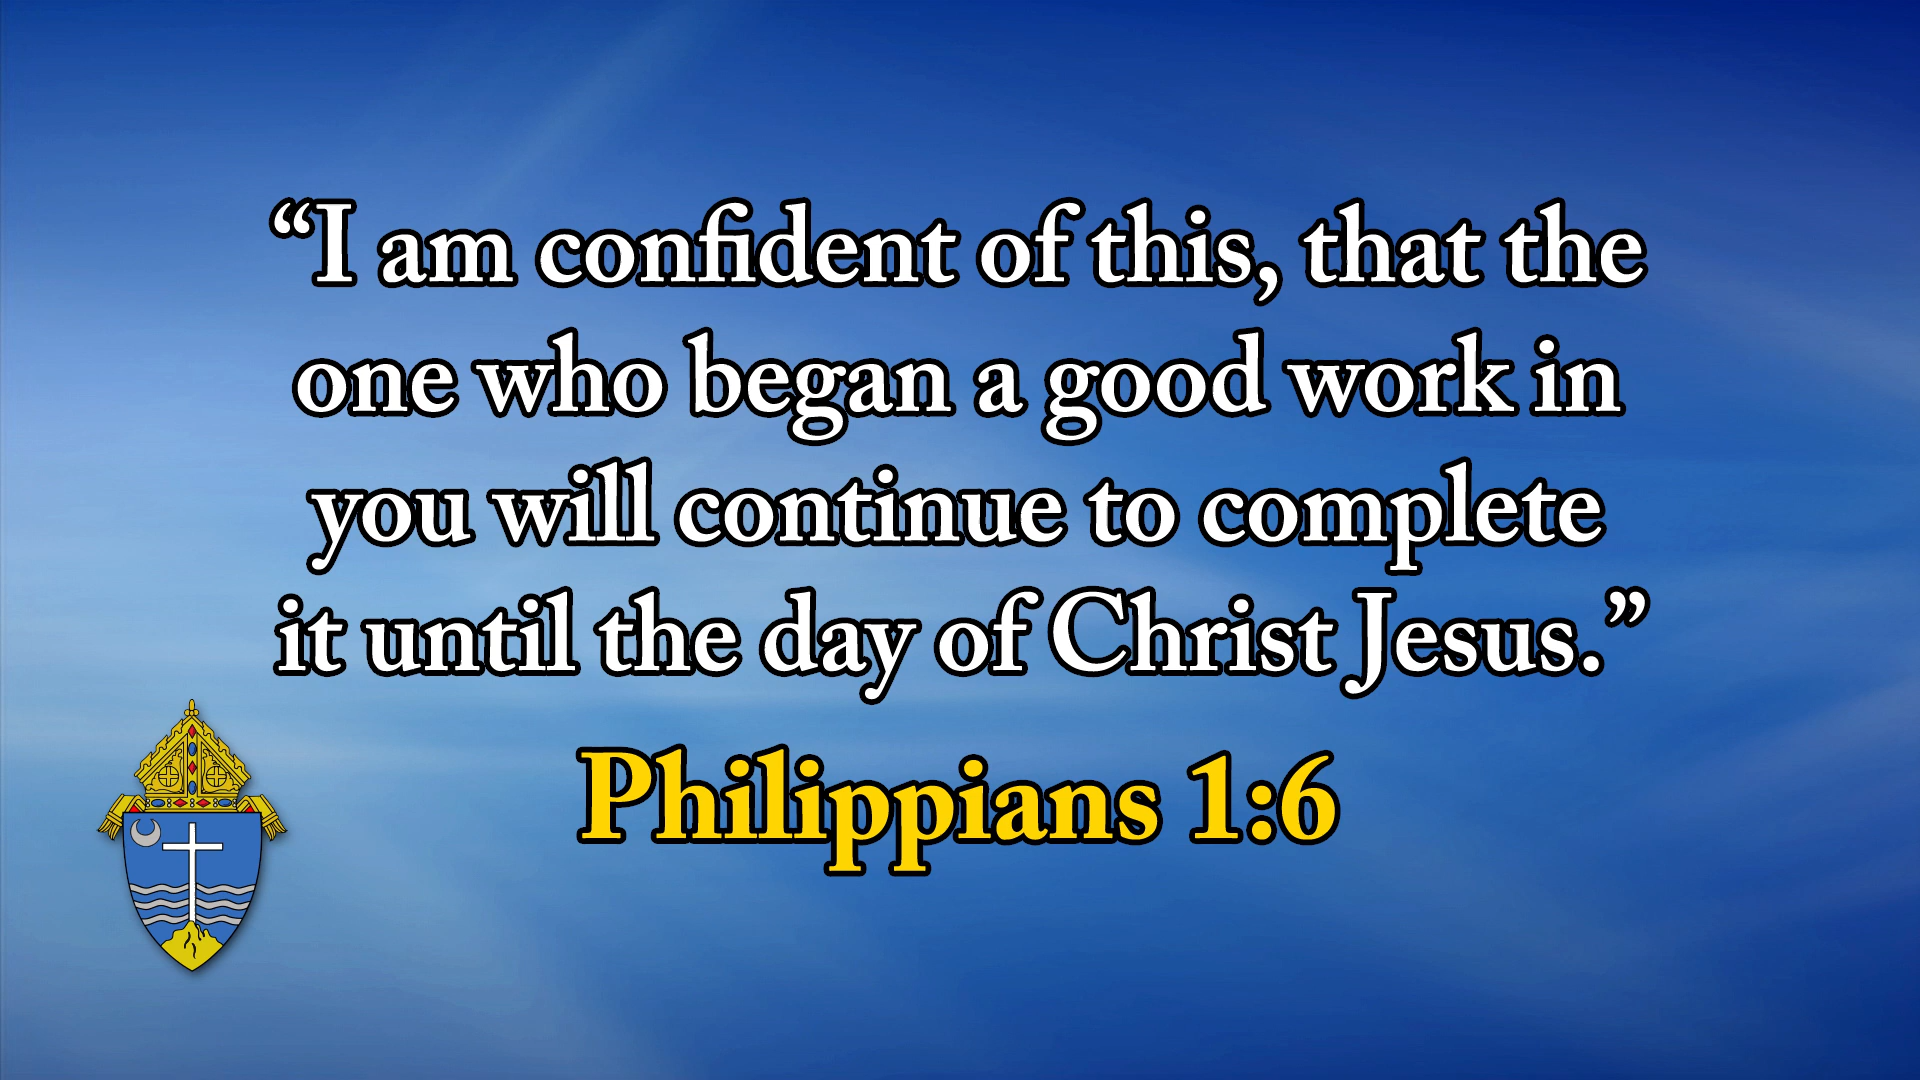 “I am confident of this, that the
one who began a good work in
you will continue to complete
it until the day of Christ Jesus.”
Philippians 1:6